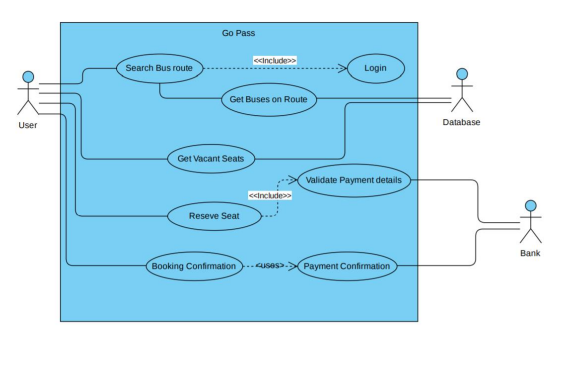 Go Pass
Search Bus route
<<Include>>
Login
Get Buses on Route
User
Database
Get Vacant Seats
Validate Payment details
<<Include>>
Reseve Seat
Bank
Booking Confirmation
<uses>
Payment Confirmation